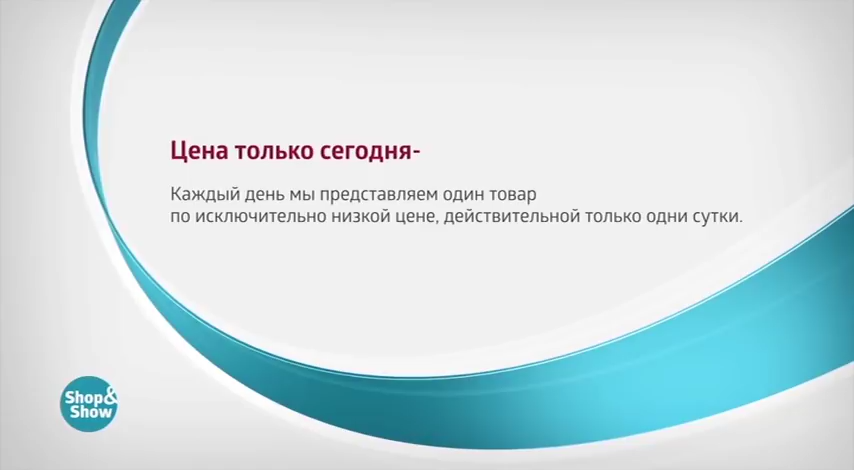 Цена только сегодня-
Каждый день мы представляем один товар
по исключительно низкой цене, действительной только одни сутки.
Shop&
Show